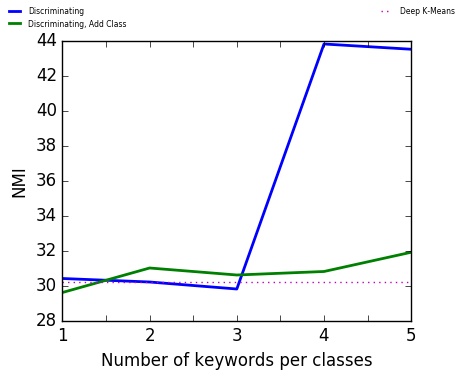 Discriminating
Discriminating, Add Class
Deep K-Means
44
42
40
38
36
34
32
30
28
NMI
1 2 3 4 5
Number of keywords per classes